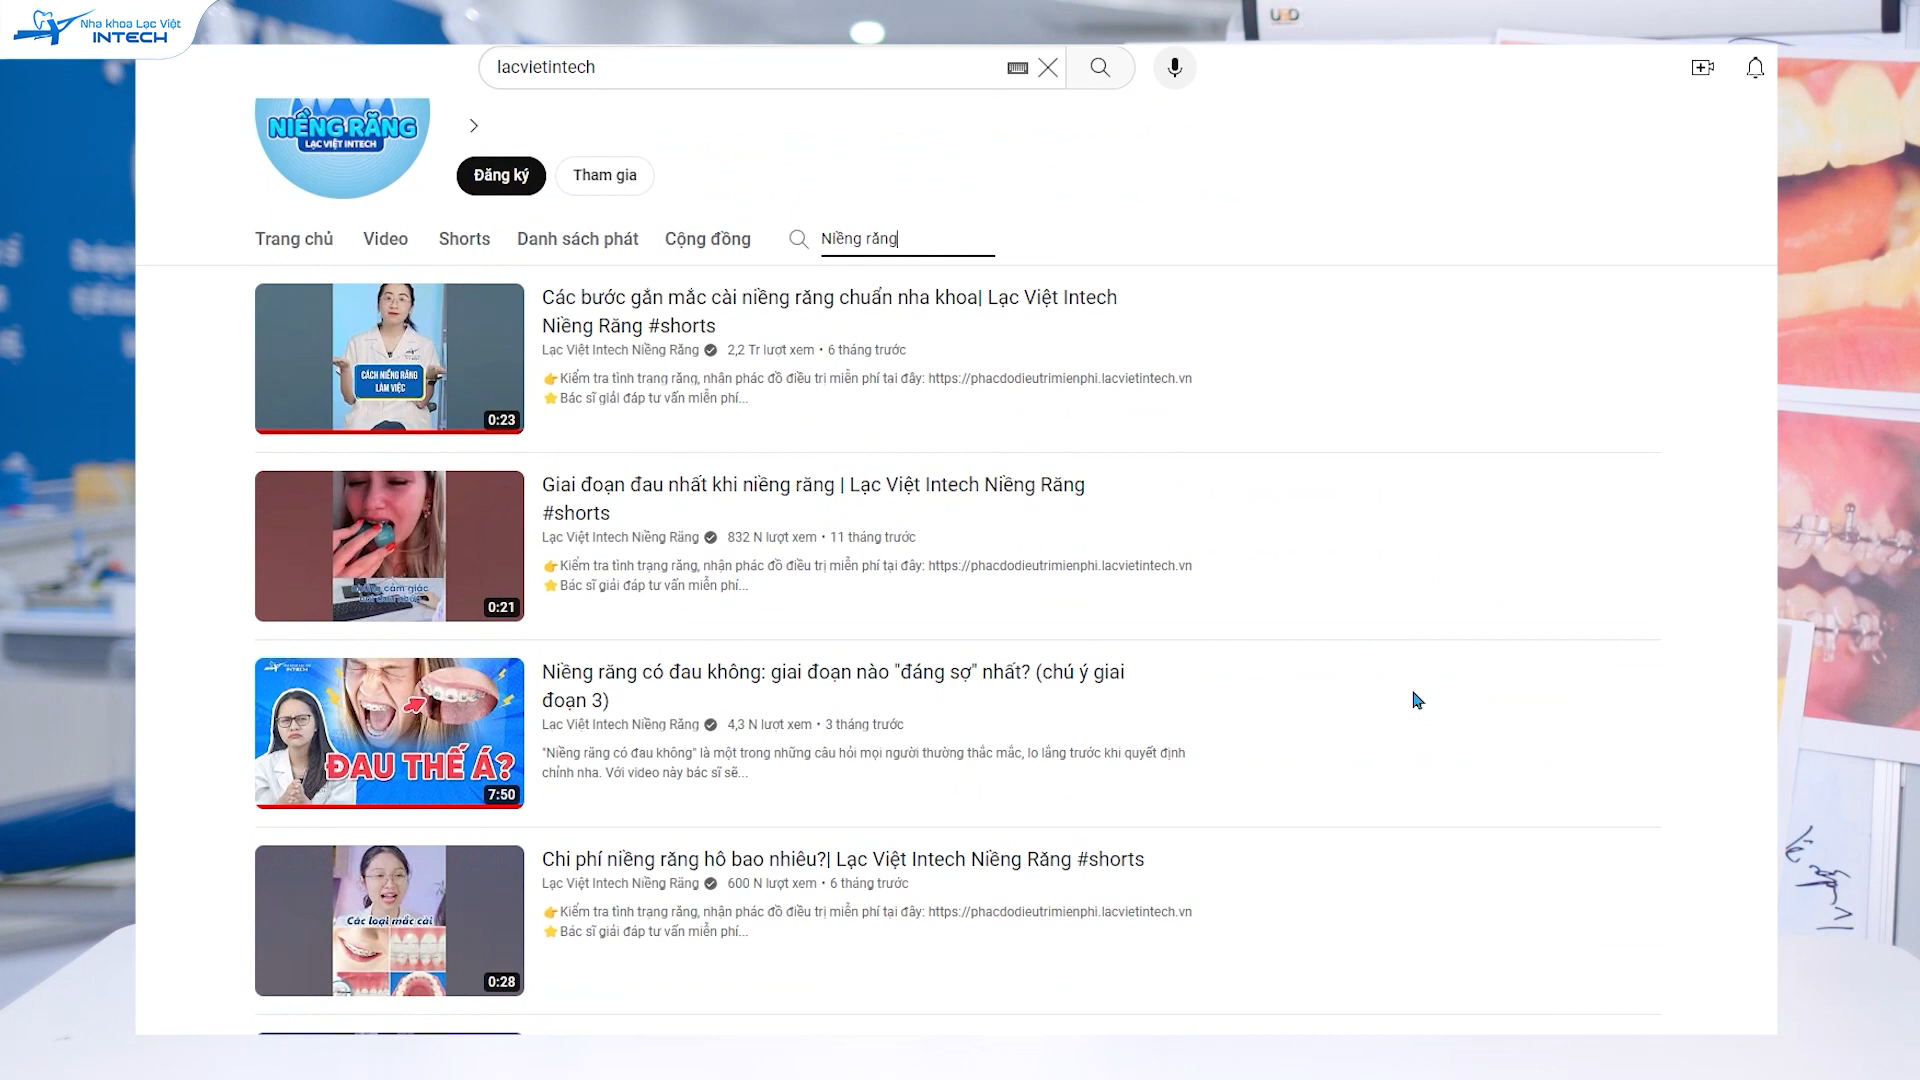 Nha khoa Lạc Việt
INTECH
lacvietintech
NIỀNG RĂNG
LẠC VIỆT INTECH
Đăng ký
Tham gia
Trang chủ
Video
Shorts
Danh sách phát
Cộng đồng
Niềng răng
CÁCH NIỀNG RĂNG
LÀM VIỆC
0:23
Các bước gắn mắc cài niềng răng chuẩn nha khoa| Lạc Việt Intech
Niềng Răng #shorts
Lạc Việt Intech Niềng Răng 2,2 Tr lượt xem • 6 tháng trước
👉Kiểm tra tình trạng răng, nhận phác đồ điều trị miễn phí tại đây: https://phacdodieutrimienphi.lacvietintech.vn
⭐Bác sĩ giải đáp tư vấn miễn phí...
cảm giác
0:21
Giai đoạn đau nhất khi niềng răng | Lạc Việt Intech Niềng Răng
#shorts
Lạc Việt Intech Niềng Răng 832 N lượt xem • 11 tháng trước
👉Kiểm tra tình trạng răng, nhận phác đồ điều trị miễn phí tại đây: https://phacdodieutrimienphi.lacvietintech.vn
⭐Bác sĩ giải đáp tư vấn miễn phí...
ĐAU THẾ Á?
7:50
Niềng răng có đau không: giai đoạn nào "đáng sợ" nhất? (chú ý giai
đoạn 3)
Lạc Việt Intech Niềng Răng 4,3 N lượt xem • 3 tháng trước
"Niềng răng có đau không" là một trong những câu hỏi mọi người thường thắc mắc, lo lắng trước khi quyết định
chỉnh nha. Với video này bác sĩ sẽ...
Các loại mắc cài
0:28
Chi phí niềng răng hô bao nhiêu?| Lạc Việt Intech Niềng Răng #shorts
Lạc Việt Intech Niềng Răng 600 N lượt xem • 6 tháng trước
👉Kiểm tra tình trạng răng, nhận phác đồ điều trị miễn phí tại đây: https://phacdodieutrimienphi.lacvietintech.vn
⭐Bác sĩ giải đáp tư vấn miễn phí...